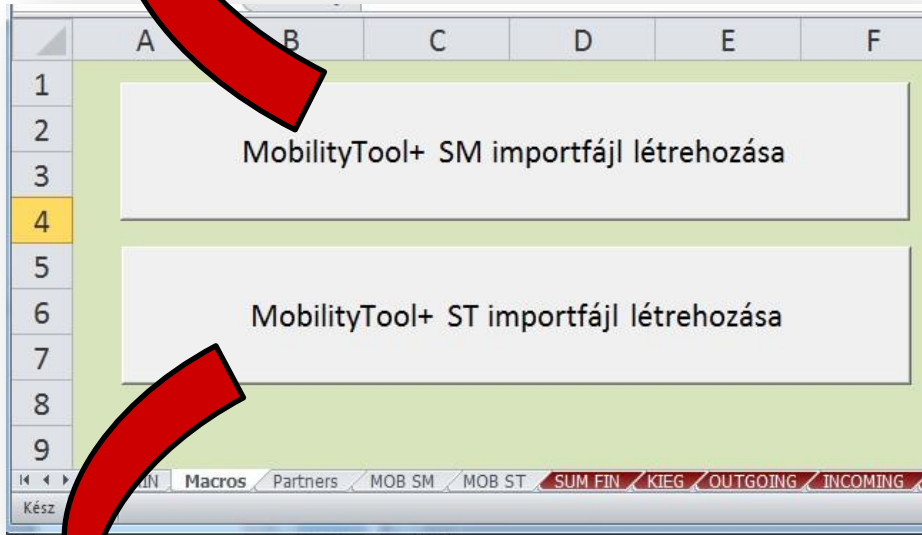 A B C D E F
1
2
MobilityTool+ SM importfájl létrehozása
3
4
5
6
MobilityTool+ ST importfájl létrehozása
7
8
9
Macros Partners MOB SM MOB ST SUM FIN KIEG OUTGOING INCOMING
Kész